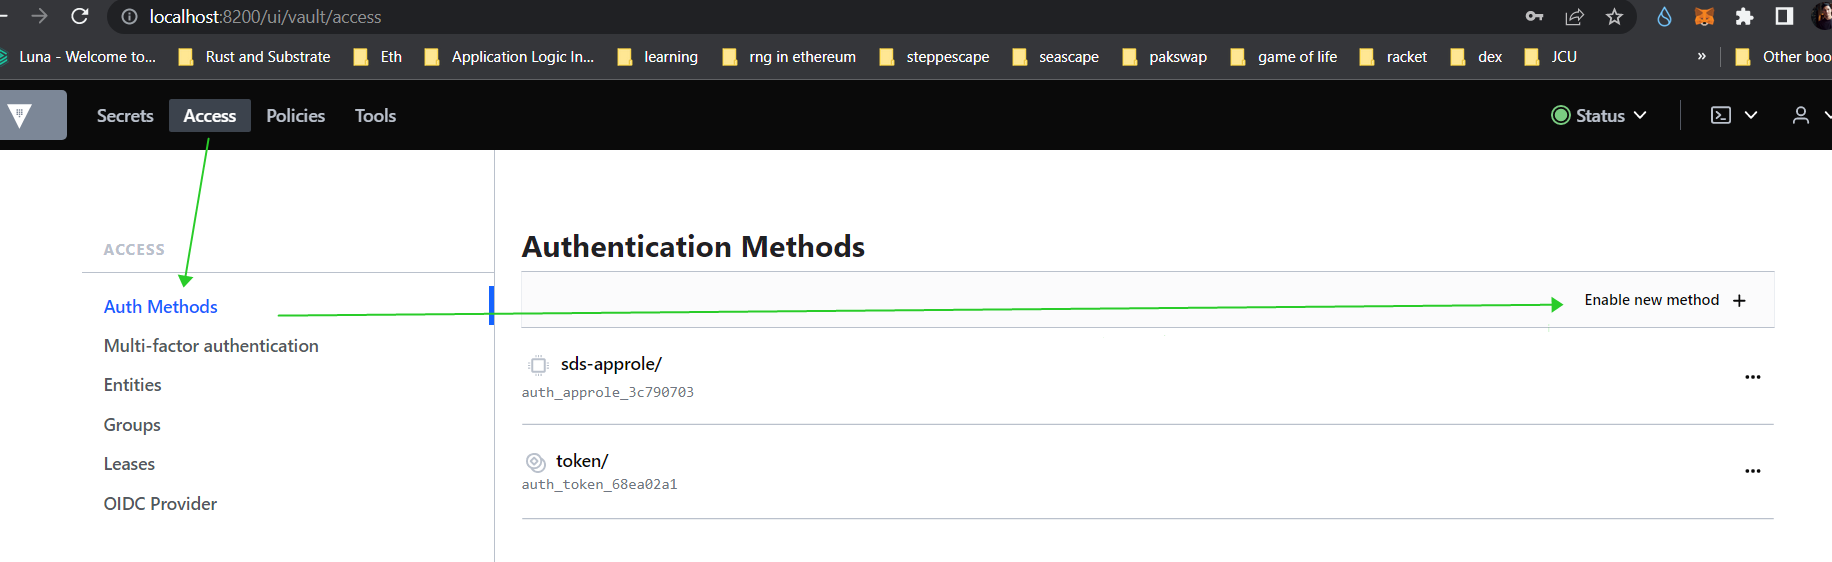 localhost:8200/ui/vault/access
Luna - Welcome to... Rust and Substrate Eth Application Logic In... learning rng in ethereum steppescape seascape pakswap game of life racket dex JCU » Other boo
Secrets Access Policies Tools Status
ACCESS
Auth Methods
Multi-factor authentication
Entities
Groups
Leases
OIDC Provider
Authentication Methods
Enable new method +
sds-approle/
auth_approle_3c790703
token/
auth_token_68ea02a1